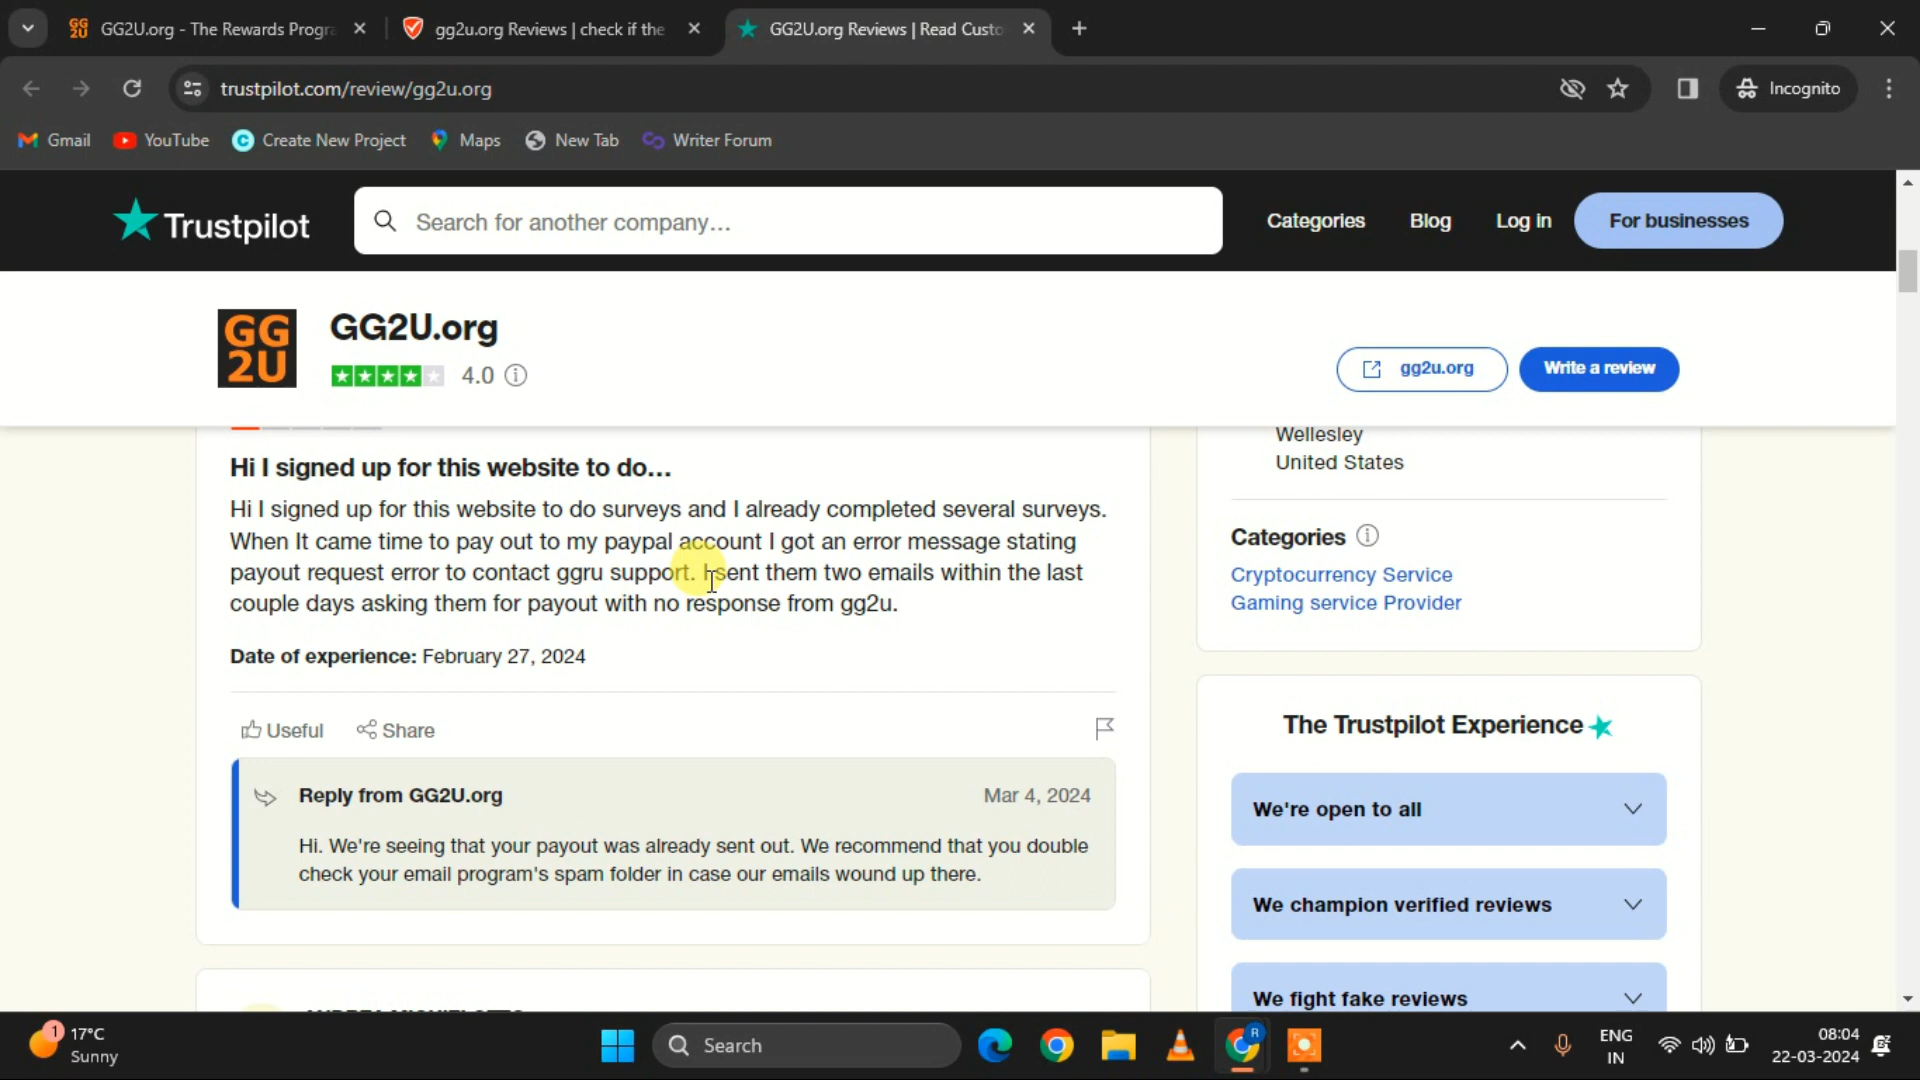 GG2U.org - The Rewards Progra
gg2u.org Reviews | check if the
GG2U.org Reviews | Read Custo
trustpilot.com/review/gg2u.org
Incognito
Gmail
YouTube
Create New Project
Maps
New Tab
Writer Forum
Trustpilot
Search for another company...
Categories
Blog
Log in
For businesses
GG
2U
GG2U.org
4.0
gg2u.org
Write a review
Hi I signed up for this website to do...
Hi I signed up for this website to do surveys and I already completed several surveys.
When It came time to pay out to my paypal account I got an error message stating
payout request error to contact ggru support. I sent them two emails within the last
couple days asking them for payout with no response from gg2u.
Date of experience: February 27, 2024
Useful
Share
Reply from GG2U.org
Mar 4, 2024
Hi. We're seeing that your payout was already sent out. We recommend that you double
check your email program's spam folder in case our emails wound up there.
Wellesley
United States
Categories
Cryptocurrency Service
Gaming service Provider
The Trustpilot Experience
We're open to all
We champion verified reviews
We fight fake reviews
1
17°C
Sunny
Search
R
ENG
IN
08:04
22-03-2024